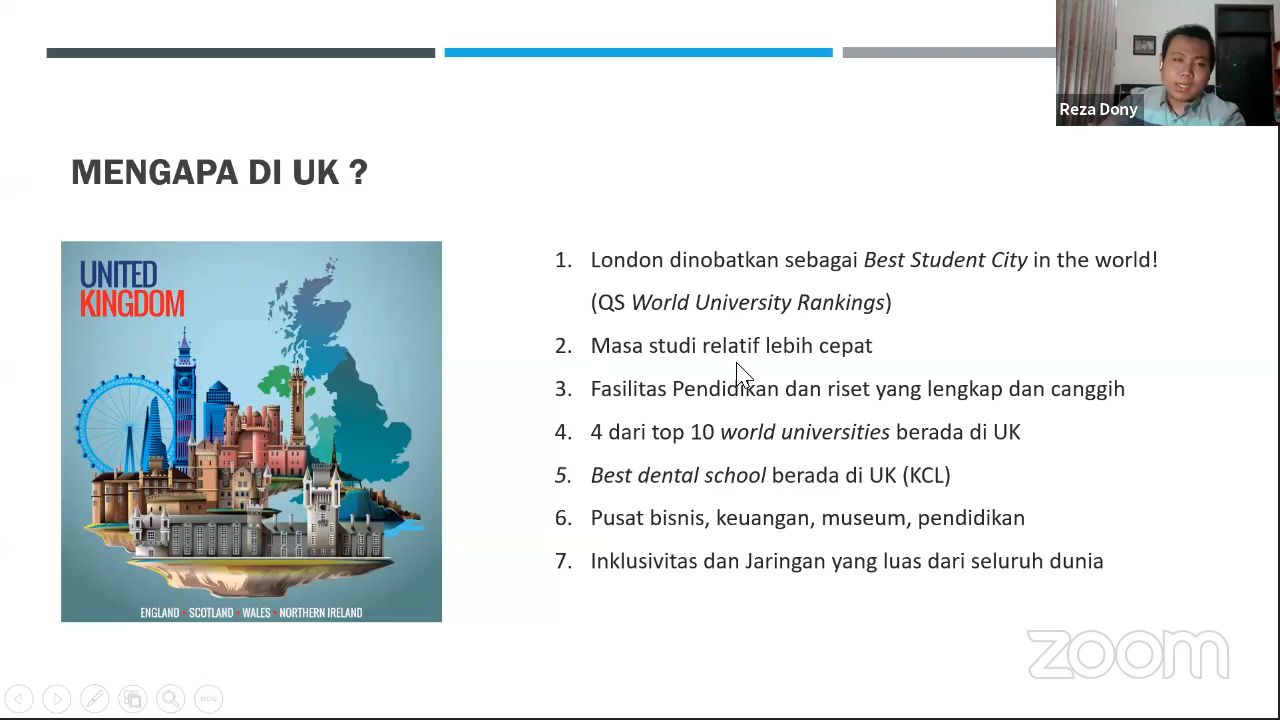 Reza Dony
MENGAPA DI UK ?
UNITED
KINGDOM
ENGLAND • SCOTLAND • WALES • NORTHERN IRELAND
1. London dinobatkan sebagai Best Student City in the world!
(QS World University Rankings)
2. Masa studi relatif lebih cepat
3. Fasilitas Pendidikan dan riset yang lengkap dan canggih
4. 4 dari top 10 world universities berada di UK
5. Best dental school berada di UK (KCL)
6. Pusat bisnis, keuangan, museum, pendidikan
7. Inklusivitas dan Jaringan yang luas dari seluruh dunia
zoom